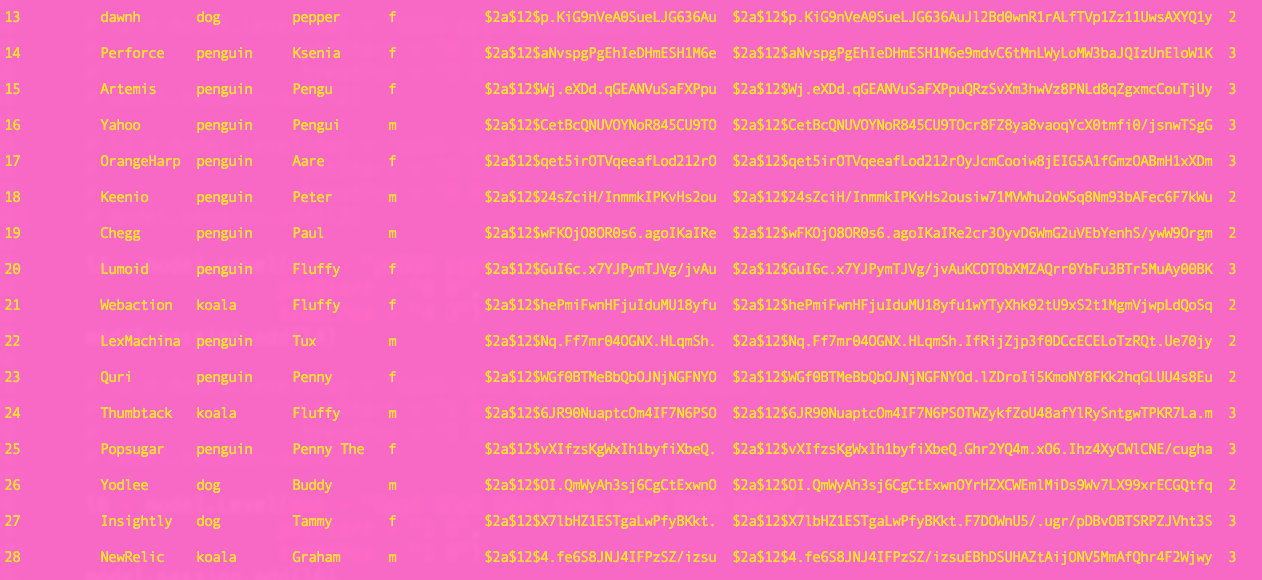 13 dawnh dog pepper f $2a$12$p.KiG9nVeA0SueLJG636Au $2a$12$p.KiG9nVeA0SueLJG636AuJl2Bd0wnR1rALfTVp1Zz11UwsAXYQ1y 2
14 Perforce penguin Ksenia f $2a$12$aNvspgPgEhIeDHmESH1M6e $2a$12$aNvspgPgEhIeDHmESH1M6e9mdvC6tMnLWyLoMW3baJQIzUnEloW1K 3
15 Artemis penguin Pengu f $2a$12$Wj.eXDd.qGEANVuSaFXPpu $2a$12$Wj.eXDd.qGEANVuSaFXPpuQRzSvXm3hwVz8PNLd8qZgxmcCouTjUy 3
16 Yahoo penguin Pengui m $2a$12$CetBcQNUVOYNoR845CU9TO $2a$12$CetBcQNUVOYNoR845CU9TOcr8FZ8ya8vaoqYcX0tmfi0/jsnwTSgG 3
17 OrangeHarp penguin Aare f $2a$12$qet5irOTVqeeafLod212rO $2a$12$qet5irOTVqeeafLod212rOyJcmCooiw8jEIG5A1fGmzOABmH1xXDm 3
18 Keenio penguin Peter m $2a$12$24sZciH/InmmkIPKvHs2ou $2a$12$24sZciH/InmmkIPKvHs2ousiw71MVWhu2oWSq8Nm93bAFec6F7kWu 2
19 Chegg penguin Paul m $2a$12$wFKOjO8OR0s6.agoIKaIRe $2a$12$wFKOjO8OR0s6.agoIKaIRe2cr3OyvD6WmG2uVEbYenhS/ywW9Orgm 2
20 Lumoid penguin Fluffy f $2a$12$GuI6c.x7YJPymTJVg/jvAu $2a$12$GuI6c.x7YJPymTJVg/jvAuKCOTObXMZAQrr0YbFu3BTr5MuAy00BK 3
21 Webaction koala Fluffy f $2a$12$hePmiFwnHFjuIduMU18yfu $2a$12$hePmiFwnHFjuIduMU18yfu1wYTyXhk02tU9xS2t1MgmVjwpLdQoSq 2
22 LexMachina penguin Tux m $2a$12$Nq.Ff7mr04OGNX.HLqmSh. $2a$12$Nq.Ff7mr04OGNX.HLqmSh.IfRijZjp3f0DCcECELoTzRQt.Ue70jy 2
23 Quri penguin Penny f $2a$12$WGf0BTMeBbQbOJNjNGFNYO $2a$12$WGf0BTMeBbQbOJNjNGFNYOd.lZDroIi5KmoNY8FKk2hqGLUU4s8Eu 2
24 Thumbtack koala Fluffy m $2a$12$6JR90NuaptcOm4IF7N6PSO $2a$12$6JR90NuaptcOm4IF7N6PSOTWZykfZoU48afYlRySntgwTPKR7La.m 3
25 Popsugar penguin Penny The f $2a$12$vXIfzsKgWxIh1byfiXbeQ. $2a$12$vXIfzsKgWxIh1byfiXbeQ.Ghr2YQ4m.xO6.Ihz4XyCWlCNE/cugha 3
26 Yodlee dog Buddy m $2a$12$OI.QmWyAh3sj6CgCtExwnO $2a$12$OI.QmWyAh3sj6CgCtExwnOYrHZXCWEmlMiDs9Wv7LX99xrECGQtfq 2
27 Insightly dog Tammy f $2a$12$X7lbHZ1ESTgaLwPfyBKkt. $2a$12$X7lbHZ1ESTgaLwPfyBKkt.F7DOWnU5/.ugr/pDBvOBTSRPZJVht3S 3
28 NewRelic koala Graham m $2a$12$4.fe6S8JNJ4IFPzSZ/izsu $2a$12$4.fe6S8JNJ4IFPzSZ/izsuEBhDSUHAZtAijONV5MmAfQhr4F2Wjwy 3